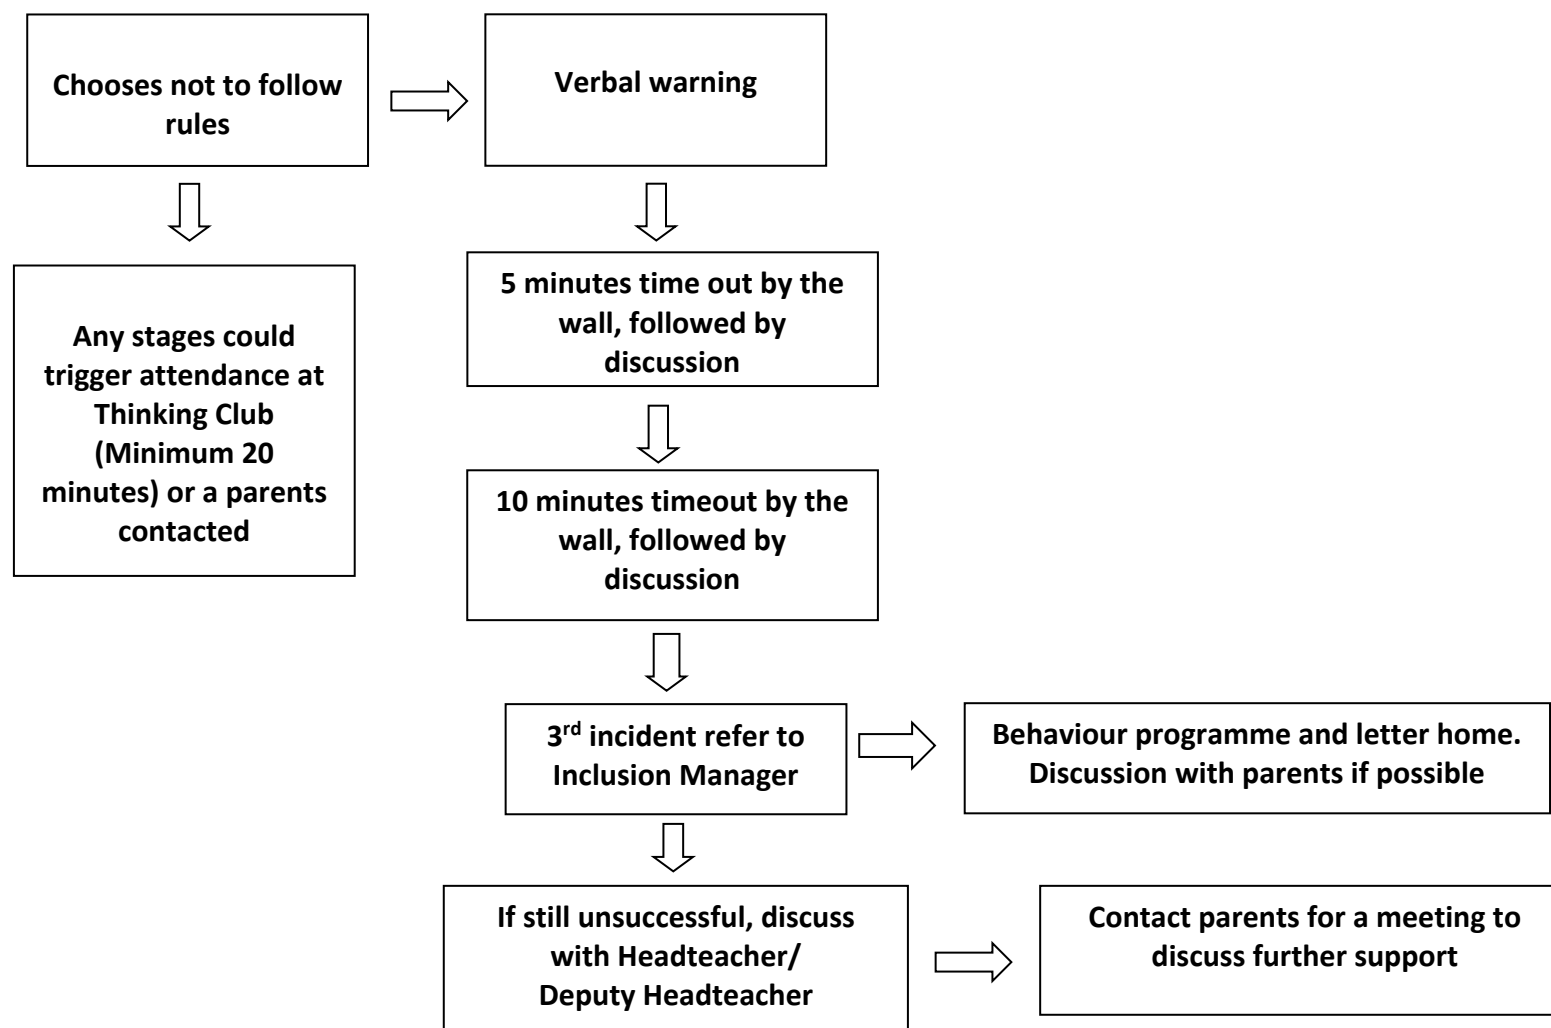 Chooses not to follow
rules
Verbal warning
Any stages could
trigger attendance at
Thinking Club
(Minimum 20
minutes) or a parents
contacted
5 minutes time out by the
wall, followed by
discussion
10 minutes timeout by the
wall, followed by
discussion
3rd incident refer to
Inclusion Manager
Behaviour programme and letter home.
Discussion with parents if possible
If still unsuccessful, discuss
with Headteacher/
Deputy Headteacher
Contact parents for a meeting to
discuss further support